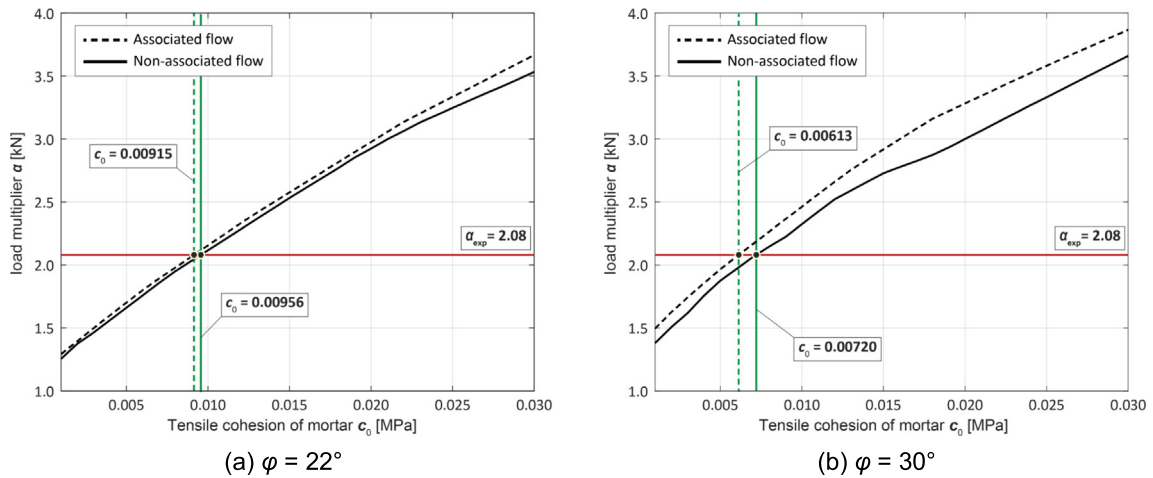 4.0
3.5
3.0
2.5
2.0
1.5
1.0
load multiplier α [kN]
Associated flow
Non-associated flow
c0 = 0.00915
αexp = 2.08
c0 = 0.00956
0.005 0.010 0.015 0.020 0.025 0.030
Tensile cohesion of mortar c0 [MPa]
(a) φ = 22°
4.0
3.5
3.0
2.5
2.0
1.5
1.0
load multiplier α [kN]
Associated flow
Non-associated flow
c0 = 0.00613
αexp = 2.08
c0 = 0.00720
0.005 0.010 0.015 0.020 0.025 0.030
Tensile cohesion of mortar c0 [MPa]
(b) φ = 30°